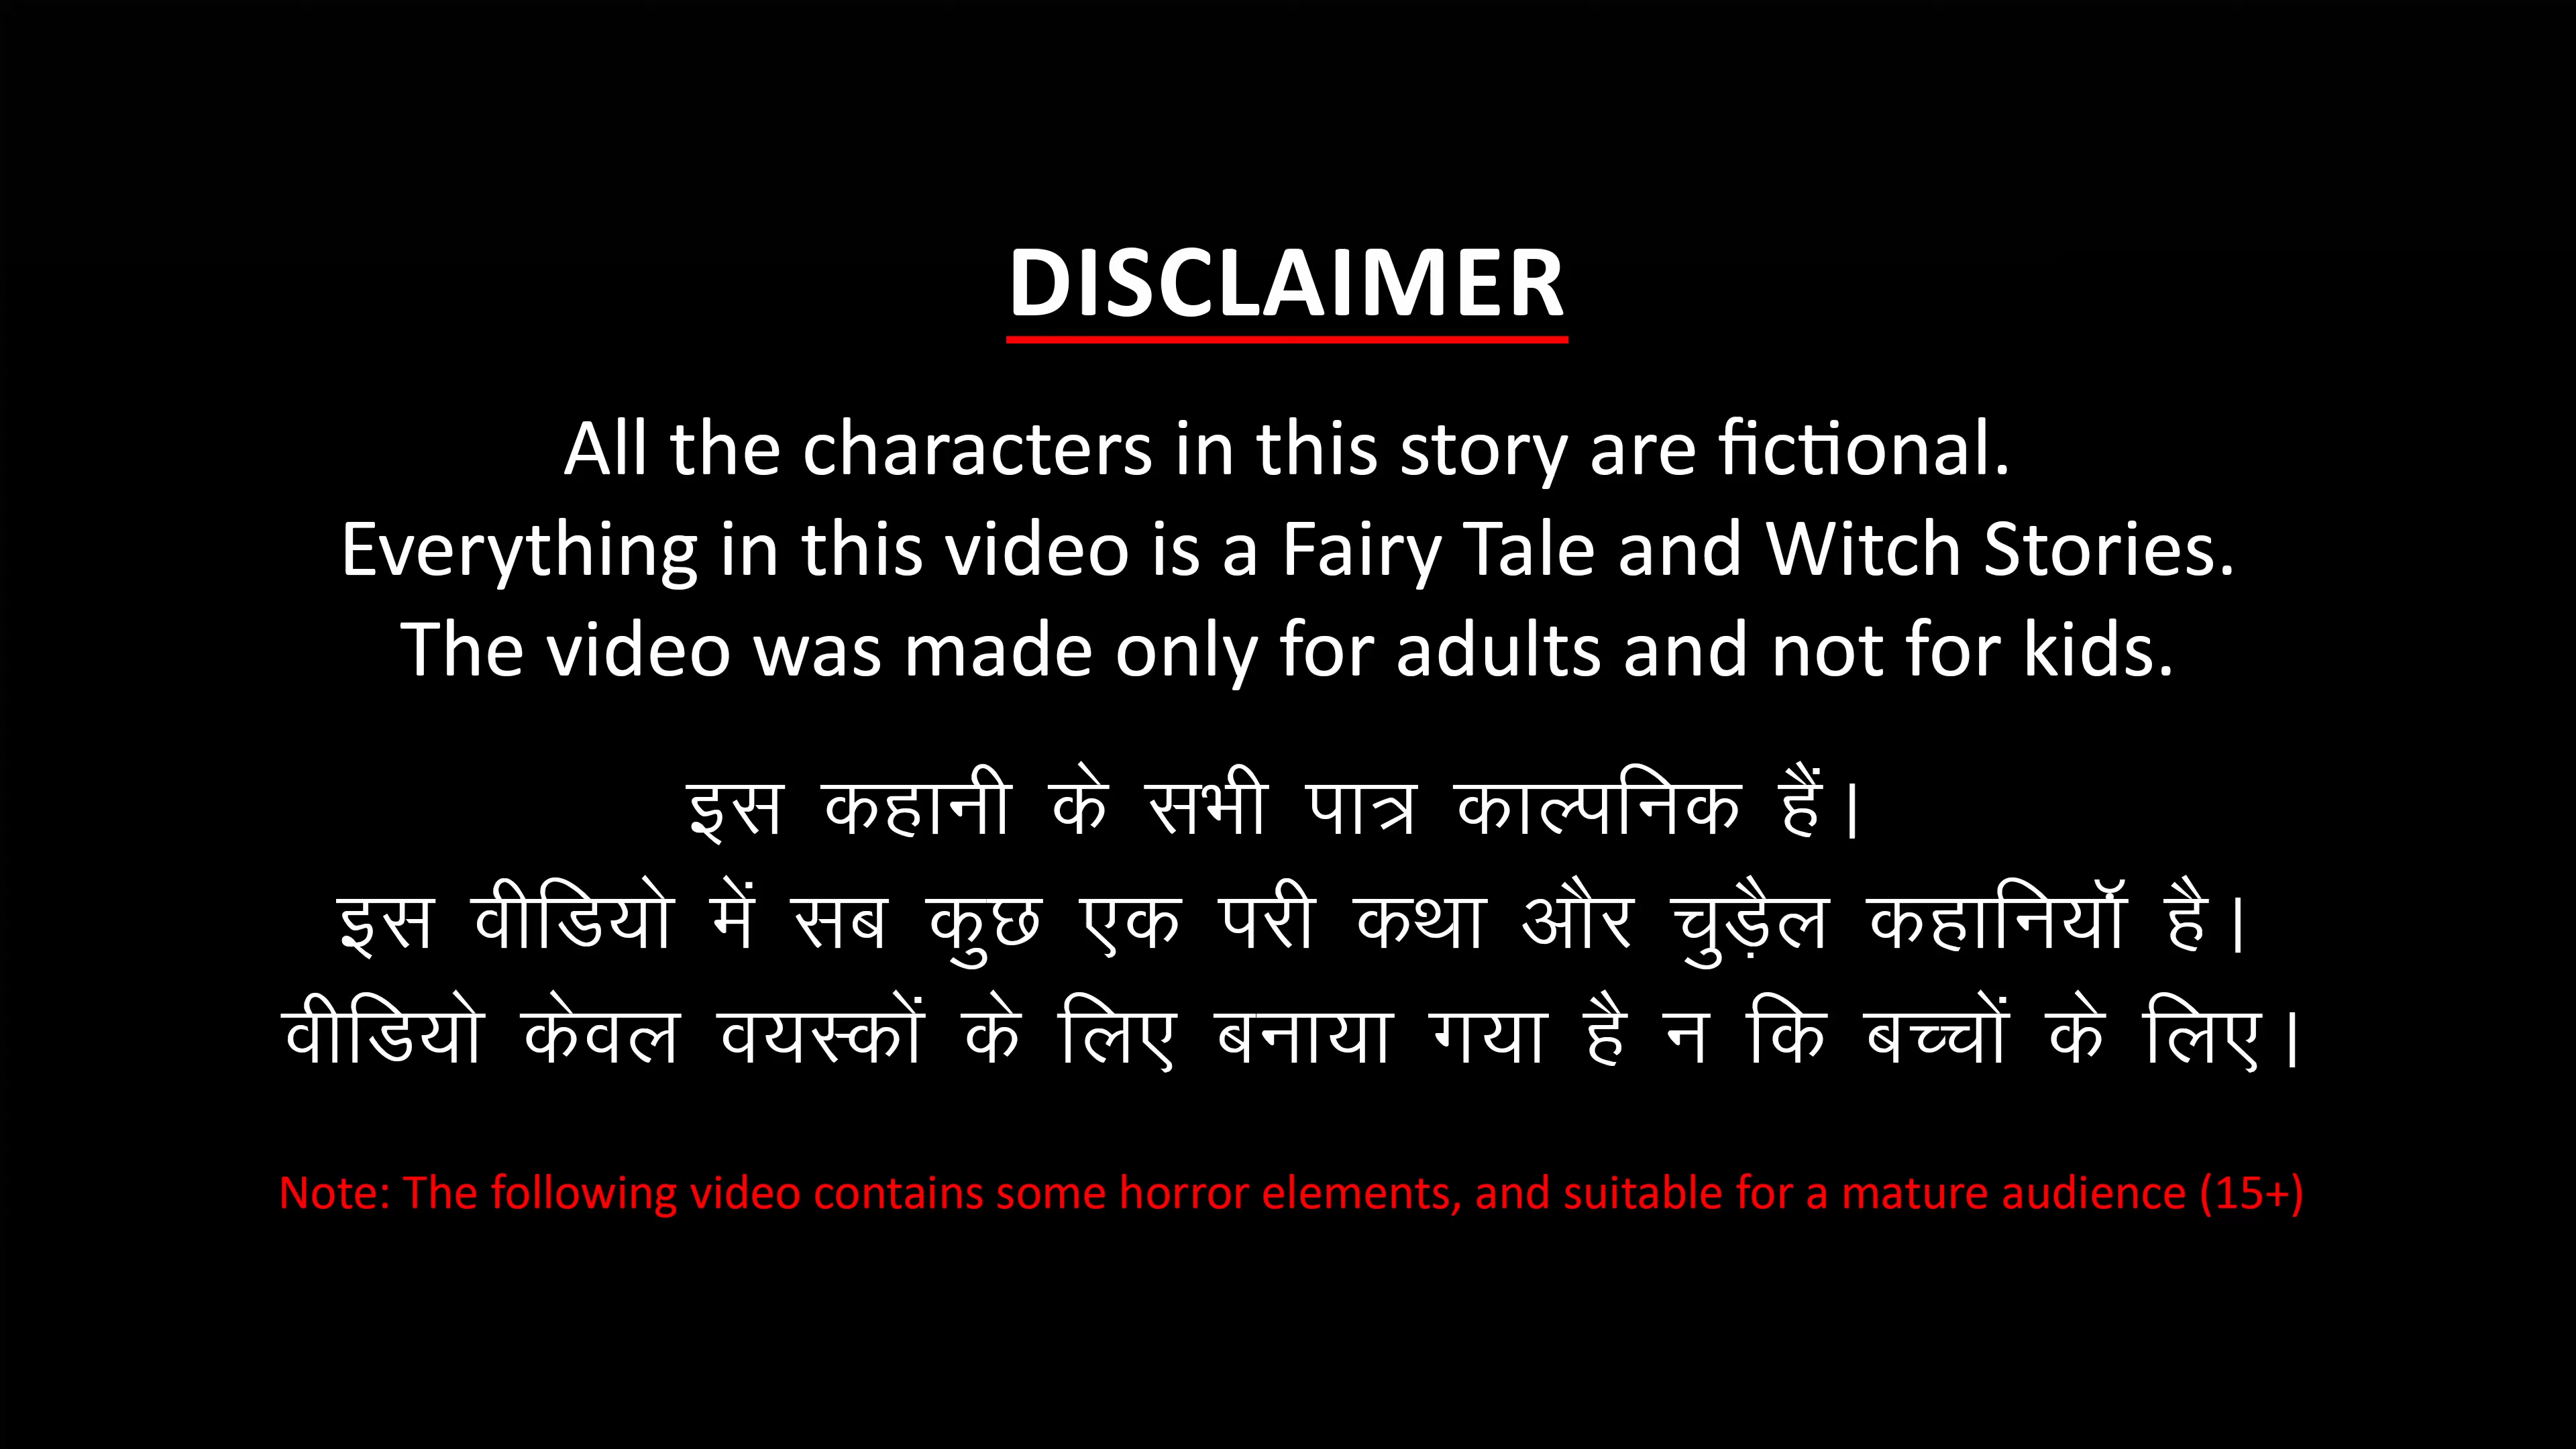 DISCLAIMER
All the characters in this story are fictional.
Everything in this video is a Fairy Tale and Witch Stories.
The video was made only for adults and not for kids.
इस कहानी के सभी पात्र काल्पनिक हैं।
इस वीडियो में सब कुछ एक परी कथा और चुड़ैल कहानियॉ है।
वीडियो केवल वयस्कों के लिए बनाया गया है न कि बच्चों के लिए।
Note: The following video contains some horror elements, and suitable for a mature audience (15+)